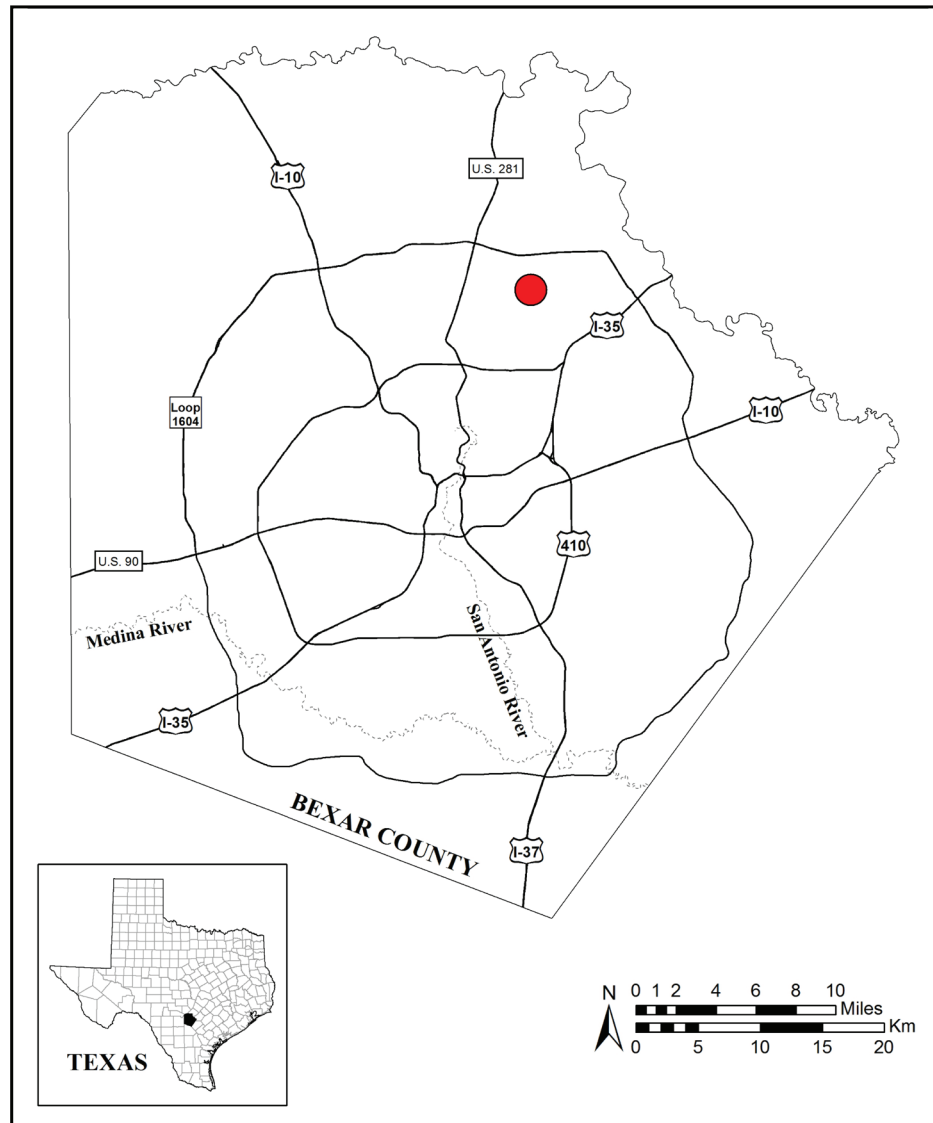 I-10
U.S. 281
I-35
Loop
1604
I-10
410
U.S. 90
Medina River
San Antonio River
I-35
BEXAR COUNTY
I-37
TEXAS
N
0 1 2 4 6 8 10
Miles
Km
0 5 10 15 20